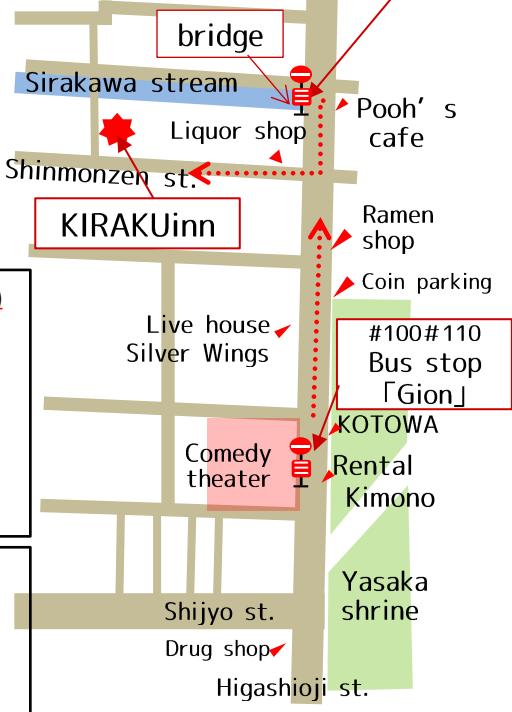 bridge
Sirakawa stream
Pooh’s
cafe
Liquor shop
Shinmonzen st.
KIRAKUinn
Ramen
shop
Coin parking
Live house
Silver Wings
#100#110
Bus stop
「Gion」
KOTOWA
Comedy
theater
Rental
Kimono
Yasaka
shrine
Shijyo st.
Drug shop
Higashioji st.